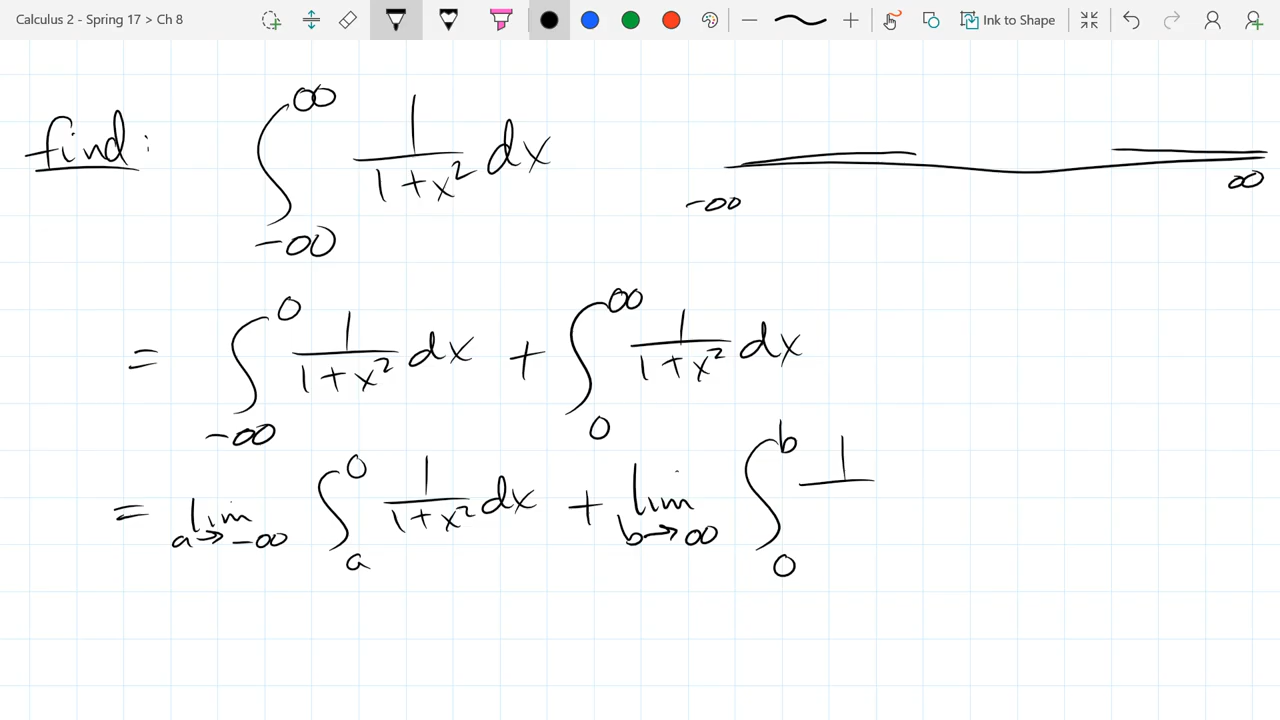 Calculus 2 - Spring 17 > Ch 8
Ink to Shape
find: ∫_{-∞}^{∞} 1/(1+x²) dx
-∞ ∞
= ∫_{-∞}^{0} 1/(1+x²) dx + ∫_{0}^{∞} 1/(1+x²) dx
= lim_{a→-∞} ∫_{a}^{0} 1/(1+x²) dx + lim_{b→∞} ∫_{0}^{b} 1/